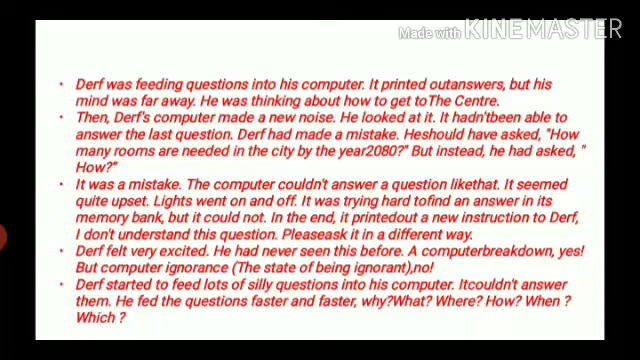 Made with KINEMASTER
• Derf was feeding questions into his computer. It printed outanswers, but his
mind was far away. He was thinking about how to get toThe Centre.
• Then, Derf's computer made a new noise. He looked at it. It hadn'tbeen able to
answer the last question. Derf had made a mistake. Heshould have asked, "How
many rooms are needed in the city by the year2080?" But instead, he had asked, "
How?"
• It was a mistake. The computer couldn't answer a question likethat. It seemed
quite upset. Lights went on and off. It was trying hard tofind an answer in its
memory bank, but it could not. In the end, it printedout a new instruction to Derf,
I don't understand this question. Pleaseask it in a different way.
• Derf felt very excited. He had never seen this before. A computerbreakdown, yes!
But computer ignorance (The state of being ignorant),no!
• Derf started to feed lots of silly questions into his computer. Itcouldn't answer
them. He fed the questions faster and faster, why?What? Where? How? When ?
Which ?